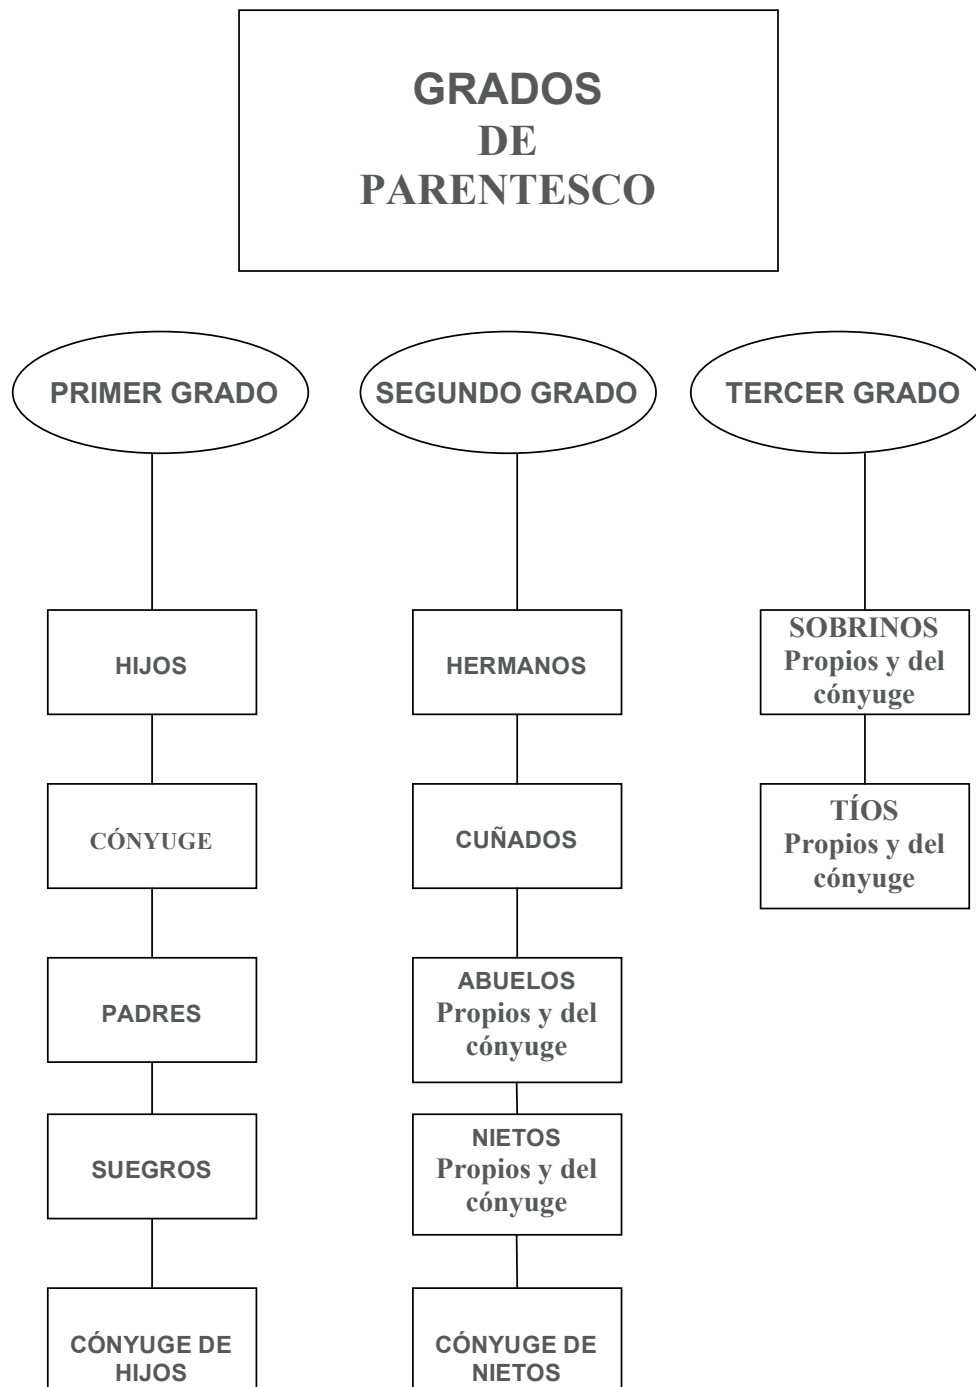 GRADOS
DE
PARENTESCO
PRIMER GRADO
SEGUNDO GRADO
TERCER GRADO
HIJOS
CÓNYUGE
PADRES
SUEGROS
CÓNYUGE DE
HIJOS
HERMANOS
CUÑADOS
ABUELOS
Propios y del
cónyuge
NIETOS
Propios y del
cónyuge
CÓNYUGE DE
NIETOS
SOBRINOS
Propios y del
cónyuge
TÍOS
Propios y del
cónyuge